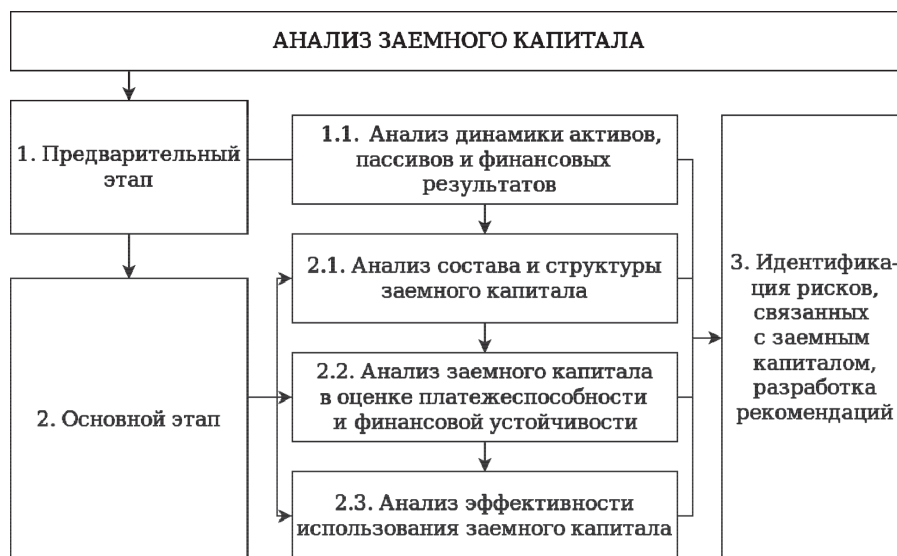 АНАЛИЗ ЗАЕМНОГО КАПИТАЛА
1. Предварительный
этап
1.1. Анализ динамики активов,
пассивов и финансовых
результатов
2. Основной этап
2.1. Анализ состава и структуры
заемного капитала
2.2. Анализ заемного капитала
в оценке платежеспособности
и финансовой устойчивости
2.3. Анализ эффективности
использования заемного капитала
3. Идентифика-
ция рисков,
связанных
с заемным
капиталом,
разработка
рекомендаций